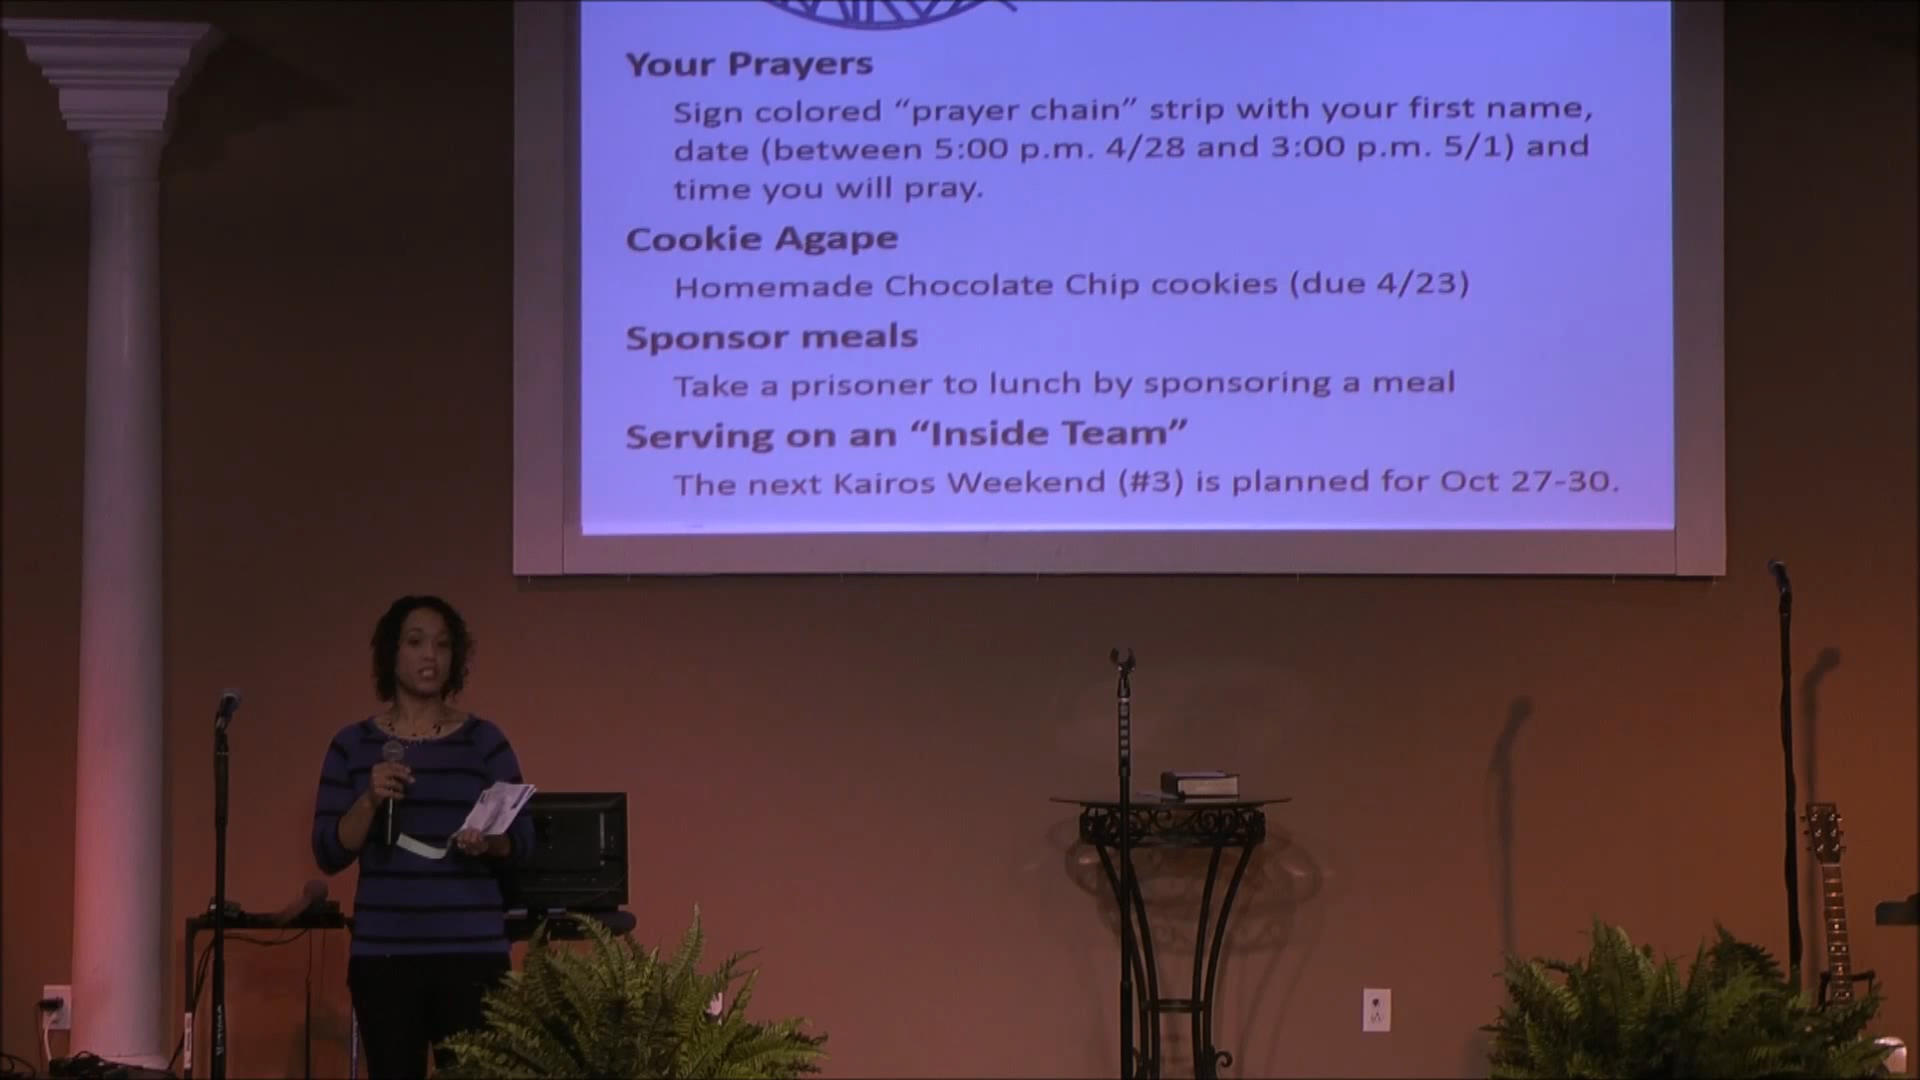 Your Prayers
Sign colored “prayer chain” strip with your first name,
date (between 5:00 p.m. 4/28 and 3:00 p.m. 5/1) and
time you will pray.
Cookie Agape
Homemade Chocolate Chip cookies (due 4/23)
Sponsor meals
Take a prisoner to lunch by sponsoring a meal
Serving on an “Inside Team”
The next Kairos Weekend (#3) is planned for Oct 27-30.